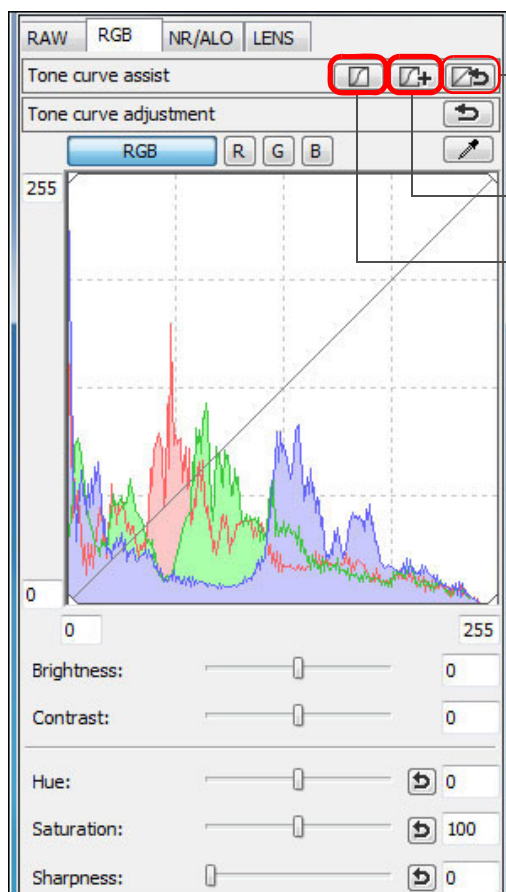 RAW RGB NR/ALO LENS
Tone curve assist
Tone curve adjustment
RGB R G B
255
0
0 255
Brightness: 0
Contrast: 0
Hue: 0
Saturation: 100
Sharpness: 0